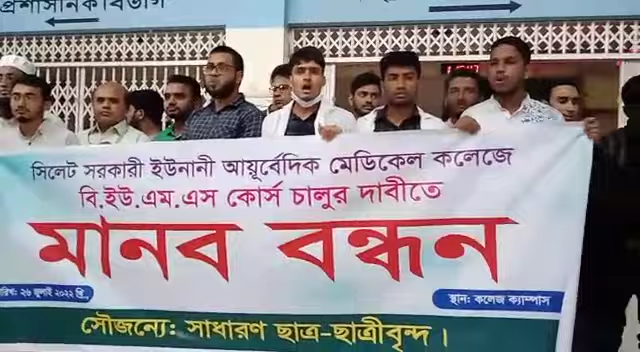 প্রশাসনিক বিভাগ
সিলেট সরকারী ইউনানী আয়ূর্বেদিক মেডিকেল কলেজে
বি.ইউ.এম.এস কোর্স চালুর দাবীতে
মানব বন্ধন
তারিখ: ২৬ জুলাই ২০২২ খ্রি.
স্থান: কলেজ ক্যাম্পাস
সৌজন্যে: সাধারণ ছাত্র-ছাত্রীবৃন্দ ।